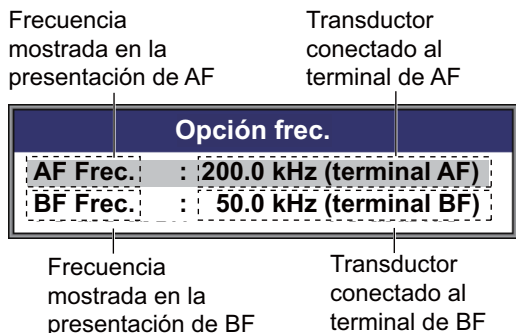 Frecuencia
mostrada en la
presentación de AF
Transductor
conectado al
terminal de AF
Opción frec.
AF Frec. : 200.0 kHz (terminal AF)
BF Frec. : 50.0 kHz (terminal BF)
Frecuencia
mostrada en la
presentación de BF
Transductor
conectado al
terminal de BF